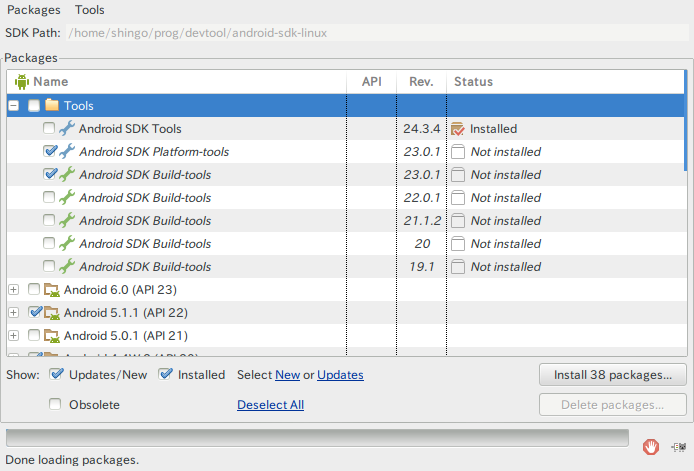 Packages Tools
SDK Path: /home/shingo/prog/devtool/android-sdk-linux
Packages
Name API Rev. Status
Tools
Android SDK Tools 24.3.4 Installed
Android SDK Platform-tools 23.0.1 Not installed
Android SDK Build-tools 23.0.1 Not installed
Android SDK Build-tools 22.0.1 Not installed
Android SDK Build-tools 21.1.2 Not installed
Android SDK Build-tools 20 Not installed
Android SDK Build-tools 19.1 Not installed
Android 6.0 (API 23)
Android 5.1.1 (API 22)
Android 5.0.1 (API 21)
Show: Updates/New Installed Select New or Updates Install 38 packages...
Obsolete Deselect All Delete packages...
Done loading packages.